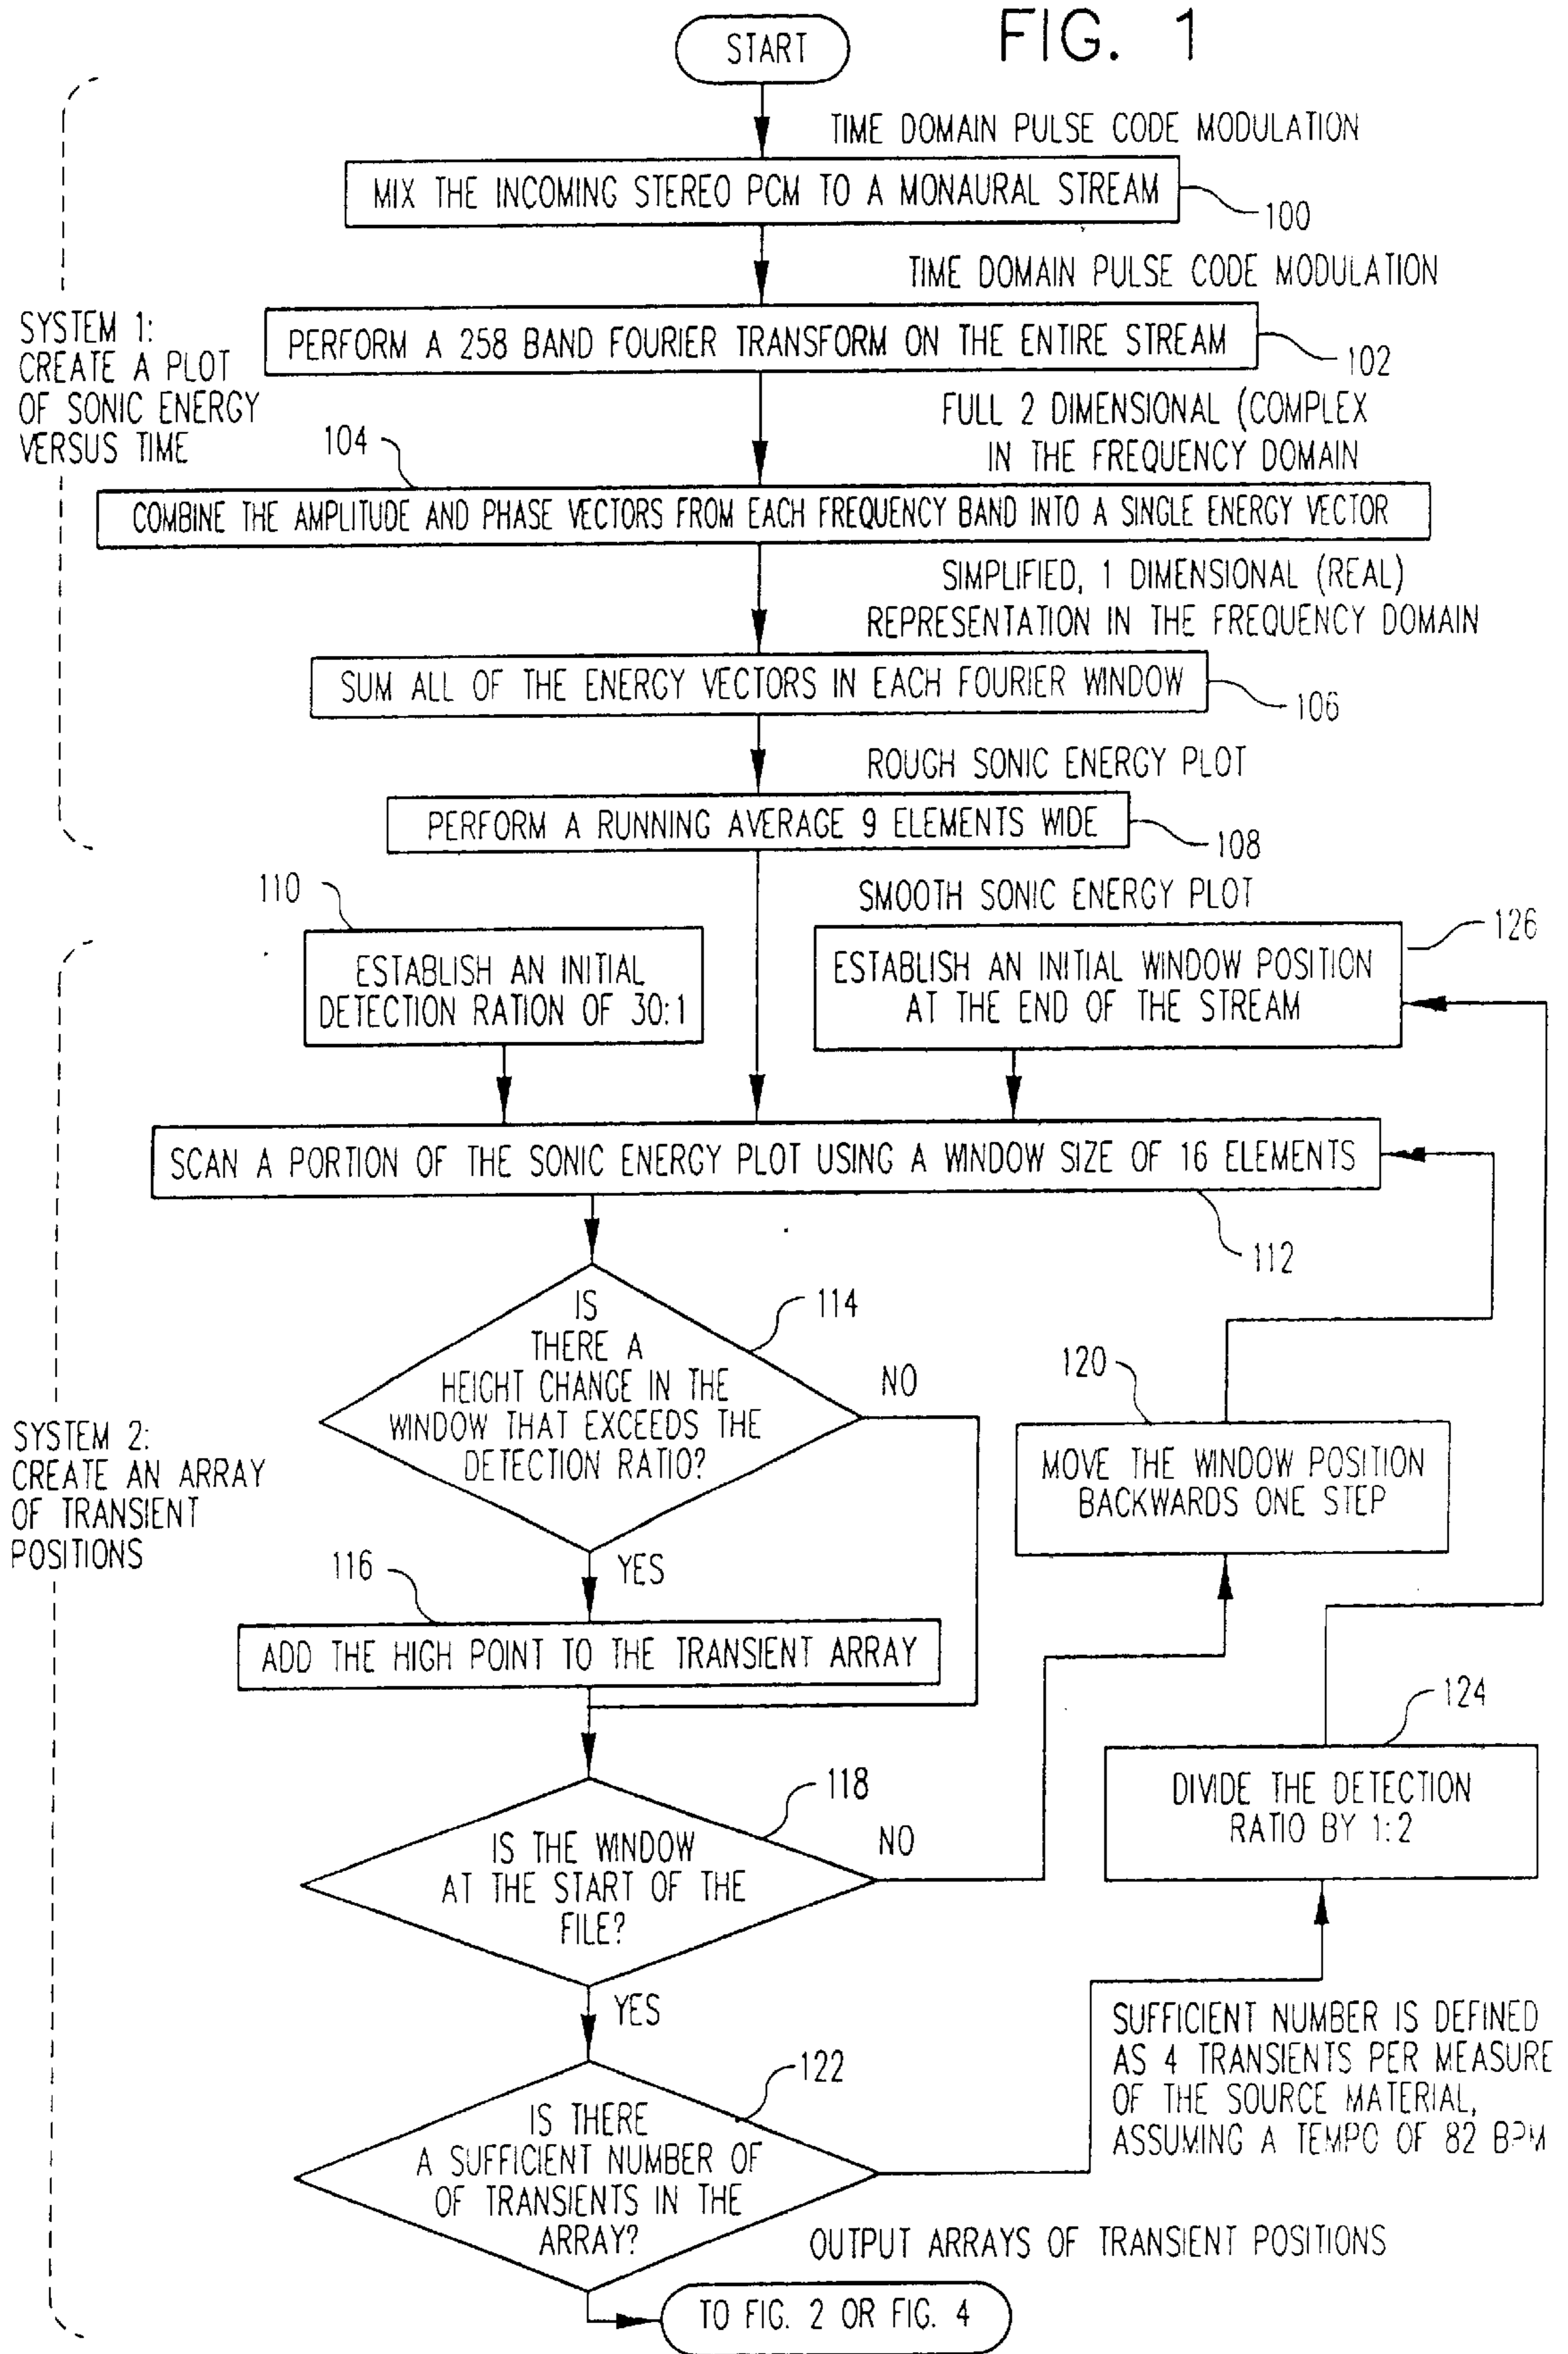 FIG. 1
START
TIME DOMAIN PULSE CODE MODULATION
MIX THE INCOMING STEREO PCM TO A MONAURAL STREAM
100
TIME DOMAIN PULSE CODE MODULATION
SYSTEM 1:
CREATE A PLOT
OF SONIC ENERGY
VERSUS TIME
PERFORM A 258 BAND FOURIER TRANSFORM ON THE ENTIRE STREAM
102
FULL 2 DIMENSIONAL (COMPLEX
IN THE FREQUENCY DOMAIN
104
COMBINE THE AMPLITUDE AND PHASE VECTORS FROM EACH FREQUENCY BAND INTO A SINGLE ENERGY VECTOR
SIMPLIFIED, 1 DIMENSIONAL (REAL)
REPRESENTATION IN THE FREQUENCY DOMAIN
SUM ALL OF THE ENERGY VECTORS IN EACH FOURIER WINDOW
106
ROUGH SONIC ENERGY PLOT
PERFORM A RUNNING AVERAGE 9 ELEMENTS WIDE
108
SMOOTH SONIC ENERGY PLOT
110
ESTABLISH AN INITIAL
DETECTION RATION OF 30:1
126
ESTABLISH AN INITIAL WINDOW POSITION
AT THE END OF THE STREAM
SCAN A PORTION OF THE SONIC ENERGY PLOT USING A WINDOW SIZE OF 16 ELEMENTS
112
SYSTEM 2:
CREATE AN ARRAY
OF TRANSIENT
POSITIONS
IS
THERE A
HEIGHT CHANGE IN THE
WINDOW THAT EXCEEDS THE
DETECTION RATIO?
114
NO
YES
120
MOVE THE WINDOW POSITION
BACKWARDS ONE STEP
116
ADD THE HIGH POINT TO THE TRANSIENT ARRAY
124
DIVIDE THE DETECTION
RATIO BY 1:2
IS THE WINDOW
AT THE START OF THE
FILE?
118
NO
YES
SUFFICIENT NUMBER IS DEFINED
AS 4 TRANSIENTS PER MEASURE
OF THE SOURCE MATERIAL,
ASSUMING A TEMPO OF 82 BPM
122
IS THERE
A SUFFICIENT NUMBER OF
OF TRANSIENTS IN THE
ARRAY?
OUTPUT ARRAYS OF TRANSIENT POSITIONS
TO FIG. 2 OR FIG. 4